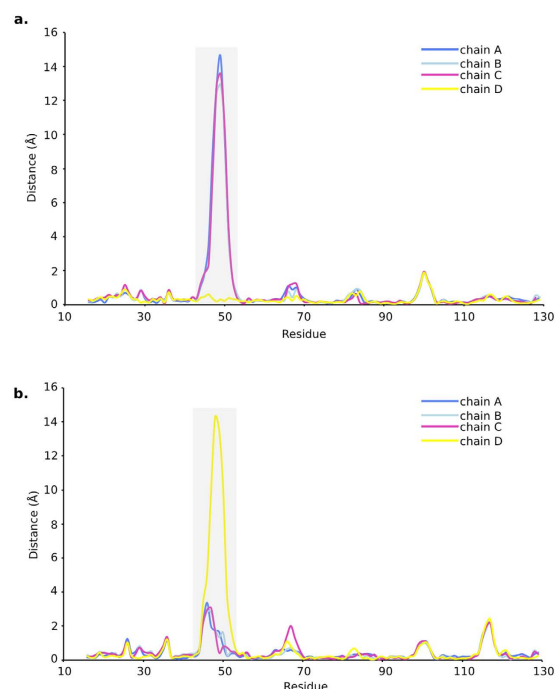 a.
16
14
12
10
8
6
4
2
0
Distance (Å)
chain A
chain B
chain C
chain D
10 30 50 70 90 110 130
Residue
b.
16
14
12
10
8
6
4
2
0
Distance (Å)
chain A
chain B
chain C
chain D
10 30 50 70 90 110 130
Residue